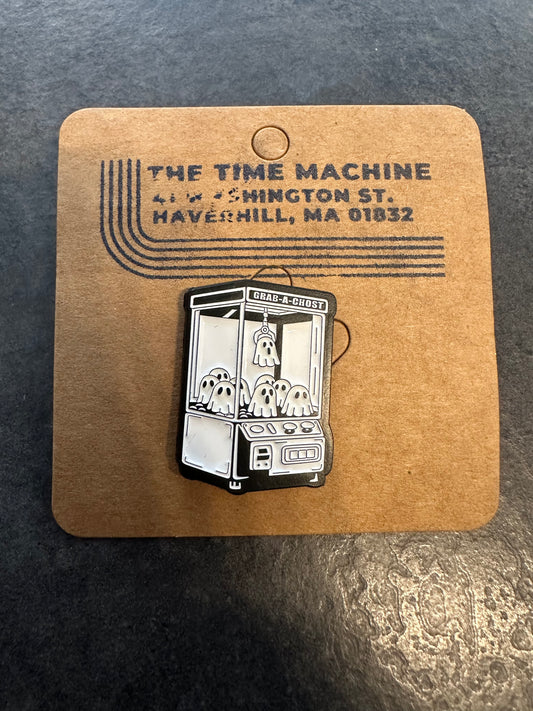 THE TIME MACHINE
ST.
HAVERHILL, MA 01832
GRAB-A-GHOST